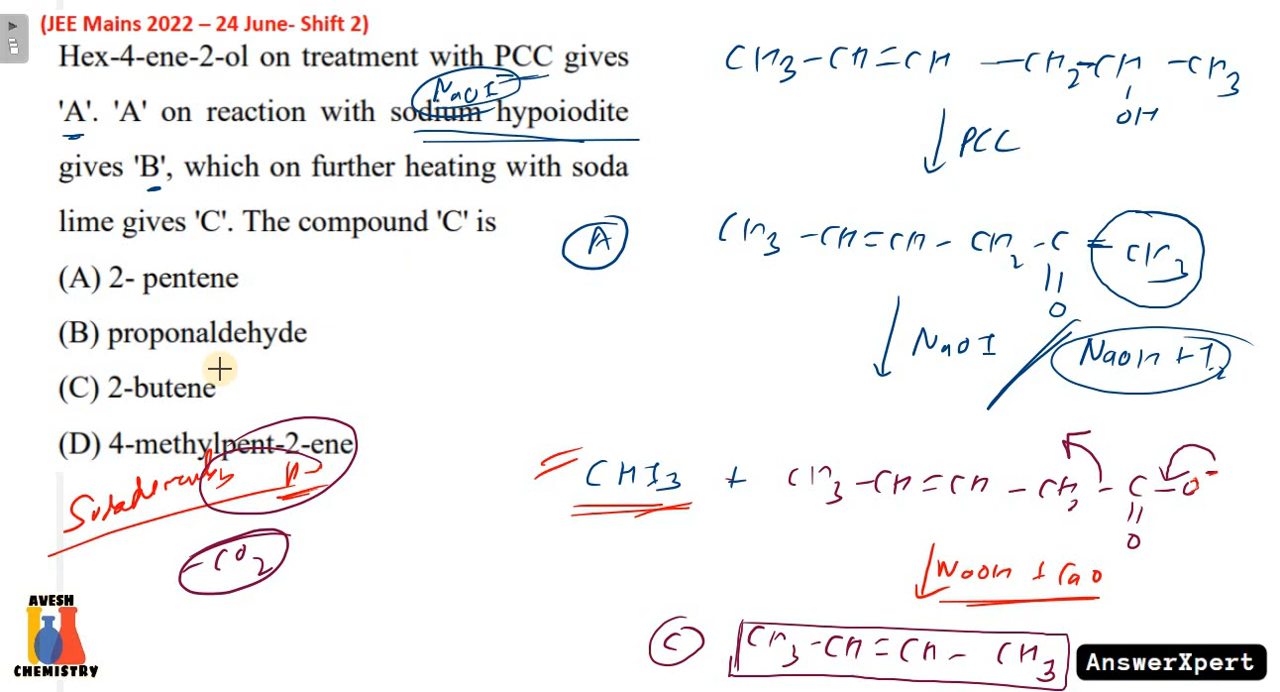 (JEE Mains 2022 – 24 June- Shift 2)
Hex-4-ene-2-ol on treatment with PCC gives
NaOI
'A'. 'A' on reaction with sodium hypoiodite
gives 'B', which on further heating with soda
lime gives 'C'. The compound 'C' is
(A) 2- pentene
(B) proponaldehyde
(C) 2-butene
(D) 4-methylpent-2-ene
-CO2
CH3-CH=CH-CH2-CH-CH3
OH
PCC
A
CH3-CH=CH-CH2-C-CH3
O
NaOI
NaOH + I2
CHI3 + CH3-CH=CH-CH2-C-O-
O
NaOH + CaO
C
CH3-CH=CH-CH3
AVESH
CHEMISTRY
AnswerXpert